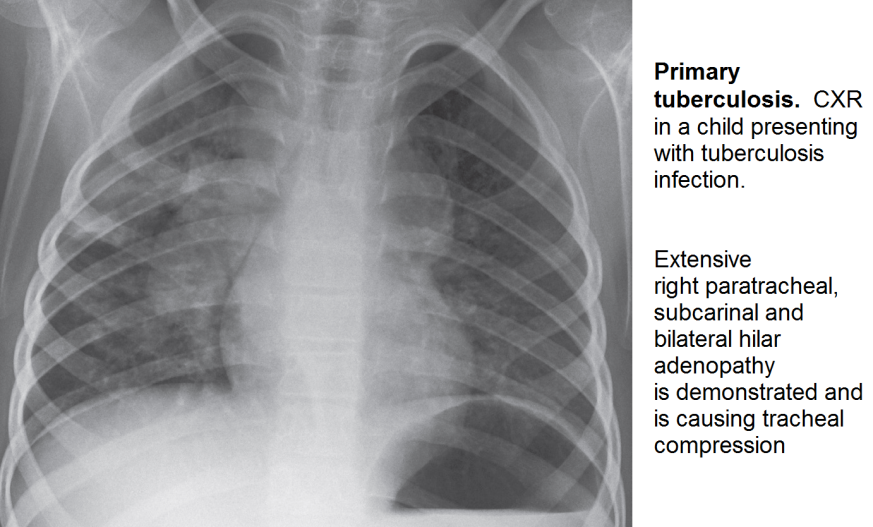 Primary
tuberculosis. CXR
in a child presenting
with tuberculosis
infection.
Extensive
right paratracheal,
subcarinal and
bilateral hilar
adenopathy
is demonstrated and
is causing tracheal
compression